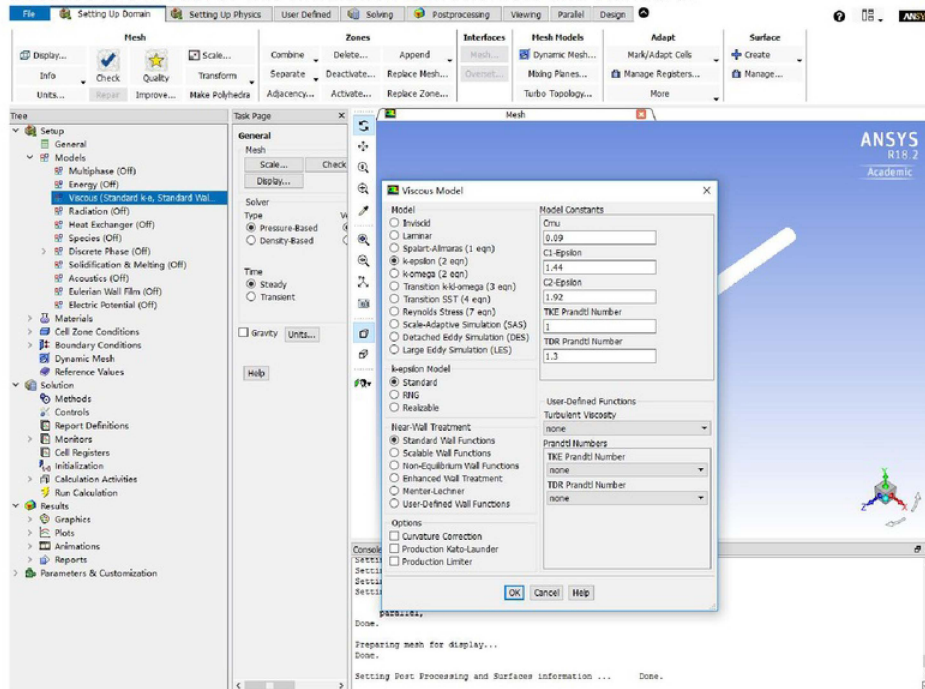 File Setting Up Domain Setting Up Physics User Defined Solving Postprocessing Viewing Parallel Design ANSYS
Mesh Zones Interfaces Mesh Models Adapt Surface
Display... Scale... Combine Delete... Append Mesh... Dynamic Mesh... Mark/Adapt Cells Create
Info Check Quality Transform Separate Deactivate... Replace Mesh... Overset... Mixing Planes... Manage Registers... Manage...
Units... Repair Improve... Make Polyhedra Adjacency... Activate... Replace Zone... Turbo Topology... More
Tree
Setup
General
Models
Multiphase (Off)
Energy (Off)
Viscous (Standard k-e, Standard Wal...
Radiation (Off)
Heat Exchanger (Off)
Species (Off)
Discrete Phase (Off)
Solidification & Melting (Off)
Acoustics (Off)
Eulerian Wall Film (Off)
Electric Potential (Off)
Materials
Cell Zone Conditions
Boundary Conditions
Dynamic Mesh
Reference Values
Solution
Methods
Controls
Report Definitions
Monitors
Cell Registers
Initialization
Calculation Activities
Run Calculation
Results
Graphics
Plots
Animations
Reports
Parameters & Customization
Task Page
General
Mesh
Scale... Check
Display...
Solver
Type
Pressure-Based
Density-Based
Time
Steady
Transient
Gravity Units...
Help
Mesh
ANSYS
R18.2
Academic
Viscous Model
Model
Inviscid
Laminar
Spalart-Allmaras (1 eqn)
k-epsilon (2 eqn)
k-omega (2 eqn)
Transition k-kl-omega (3 eqn)
Transition SST (4 eqn)
Reynolds Stress (7 eqn)
Scale-Adaptive Simulation (SAS)
Detached Eddy Simulation (DES)
Large Eddy Simulation (LES)
k-epsilon Model
Standard
RNG
Realizable
Near-Wall Treatment
Standard Wall Functions
Scalable Wall Functions
Non-Equilibrium Wall Functions
Enhanced Wall Treatment
Menter-Lechner
User-Defined Wall Functions
Options
Curvature Correction
Production Kato-Launder
Production Limiter
Model Constants
Cmu
0.09
C1-Epsilon
1.44
C2-Epsilon
1.92
TKE Prandtl Number
1
TDR Prandtl Number
1.3
User-Defined Functions
Turbulent Viscosity
none
Prandtl Numbers
TKE Prandtl Number
none
TDR Prandtl Number
none
OK Cancel Help
Console
parallel,
Done.
Preparing mesh for display...
Done.
Setting Post Processing and Surfaces information ... Done.